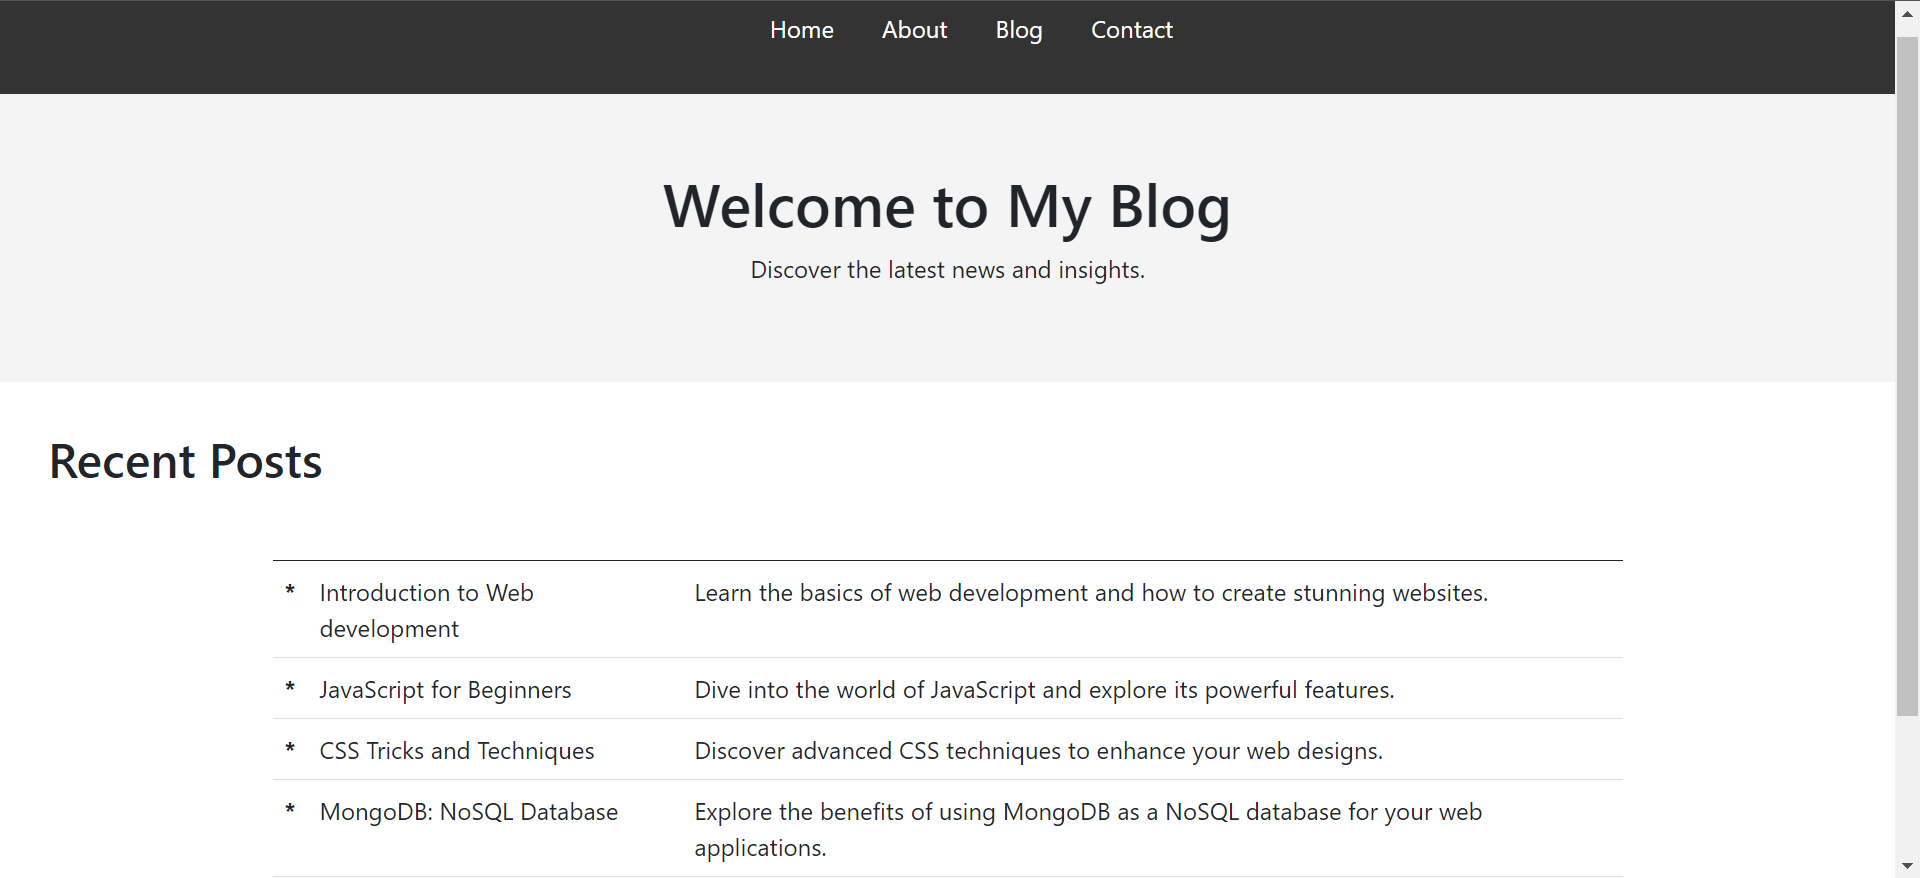 Home About Blog Contact
Welcome to My Blog
Discover the latest news and insights.
Recent Posts
* Introduction to Web development Learn the basics of web development and how to create stunning websites.
* JavaScript for Beginners Dive into the world of JavaScript and explore its powerful features.
* CSS Tricks and Techniques Discover advanced CSS techniques to enhance your web designs.
* MongoDB: NoSQL Database Explore the benefits of using MongoDB as a NoSQL database for your web
applications.